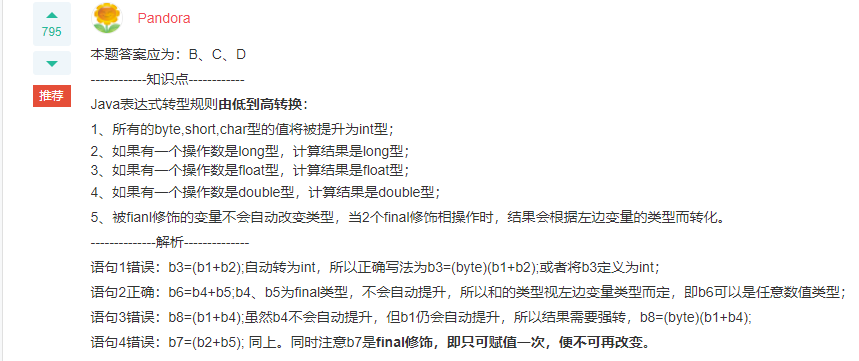 795
Pandora
本题答案应为：B、C、D
------------知识点------------
推荐
Java表达式转型规则由低到高转换：
1、所有的byte,short,char型的值将被提升为int型；
2、如果有一个操作数是long型，计算结果是long型；
3、如果有一个操作数是float型，计算结果是float型；
4、如果有一个操作数是double型，计算结果是double型；
5、被fianl修饰的变量不会自动改变类型，当2个final修饰相操作时，结果会根据左边变量的类型而转化。
--------------解析--------------
语句1错误：b3=(b1+b2);自动转为int，所以正确写法为b3=(byte)(b1+b2);或者将b3定义为int；
语句2正确：b6=b4+b5;b4、b5为final类型，不会自动提升，所以和的类型视左边变量类型而定，即b6可以是任意数值类型；
语句3错误：b8=(b1+b4);虽然b4不会自动提升，但b1仍会自动提升，所以结果需要强转，b8=(byte)(b1+b4);
语句4错误：b7=(b2+b5); 同上。同时注意b7是final修饰，即只可赋值一次，便不可再改变。